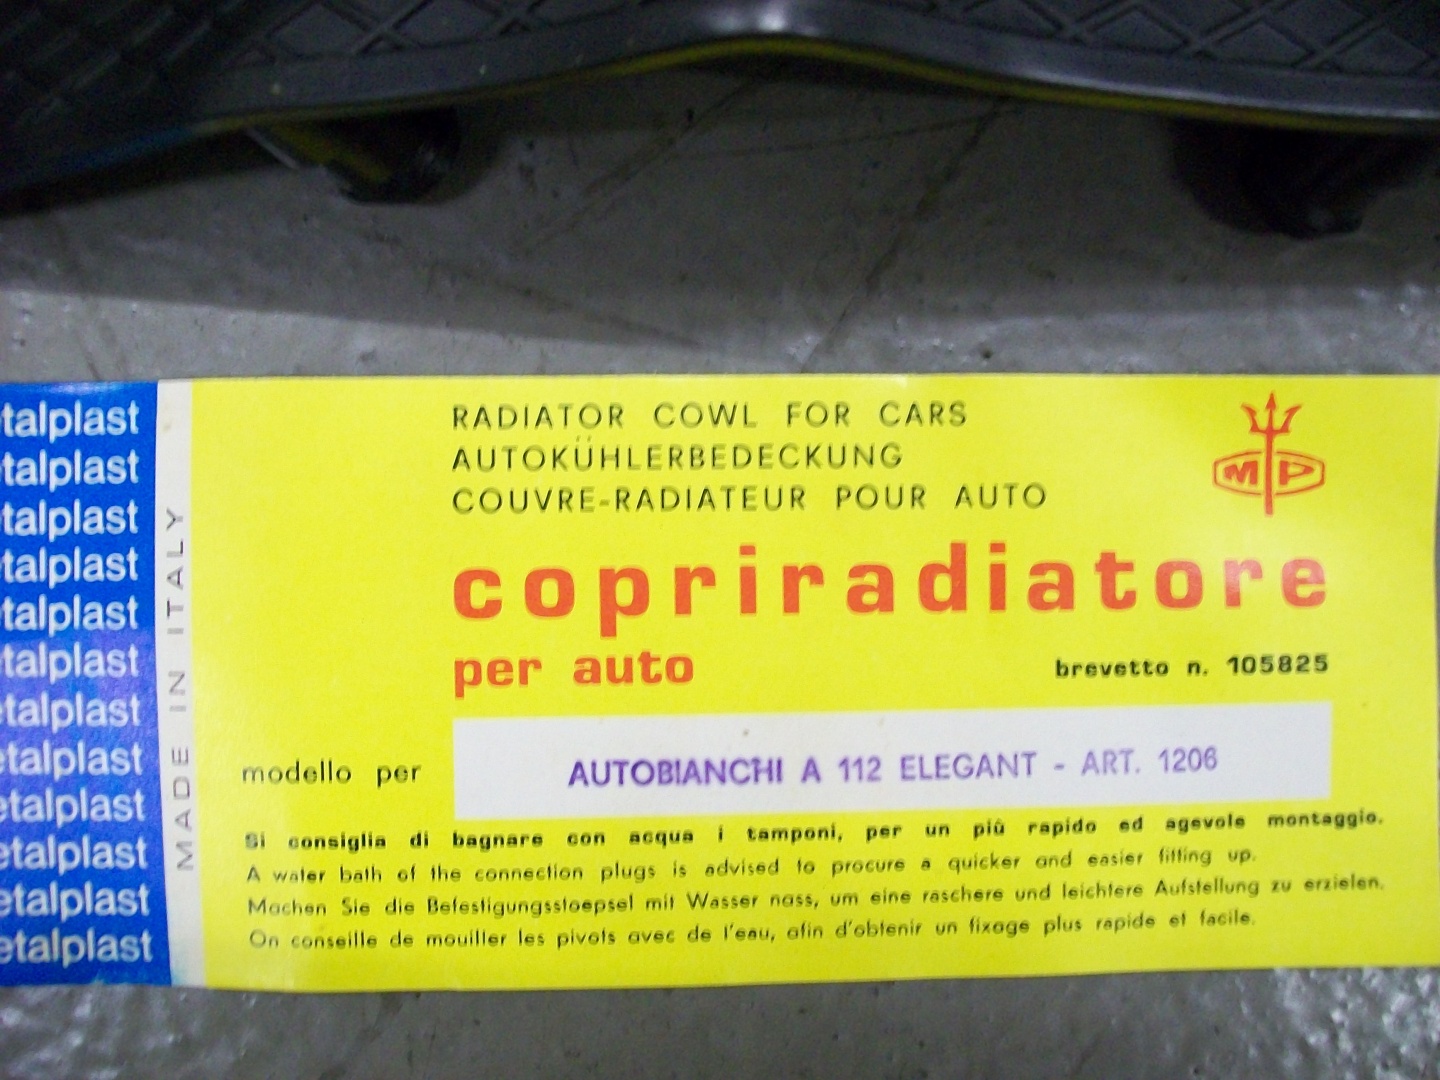 talplast
talplast
talplast
talplast
talplast
talplast
etalplast
etalplast
etalplast
etalplast
etalplast
etalplast
MADE IN ITALY
RADIATOR COWL FOR CARS
AUTOKÜHLERBEDECKUNG
COUVRE-RADIATEUR POUR AUTO
MP
copriradiatore
per auto
brevetto n. 105825
modello per
AUTOBIANCHI A 112 ELEGANT - ART. 1206
Si consiglia di bagnare con acqua i tamponi, per un più rapido ed agevole montaggio.
A water bath of the connection plugs is advised to procure a quicker and easier fitting up.
Machen Sie die Befestigungsstoepsel mit Wasser nass, um eine raschere und leichtere Aufstellung zu erzielen.
On conseille de mouiller les pivots avec de l'eau, afin d'obtenir un fixage plus rapide et facile.